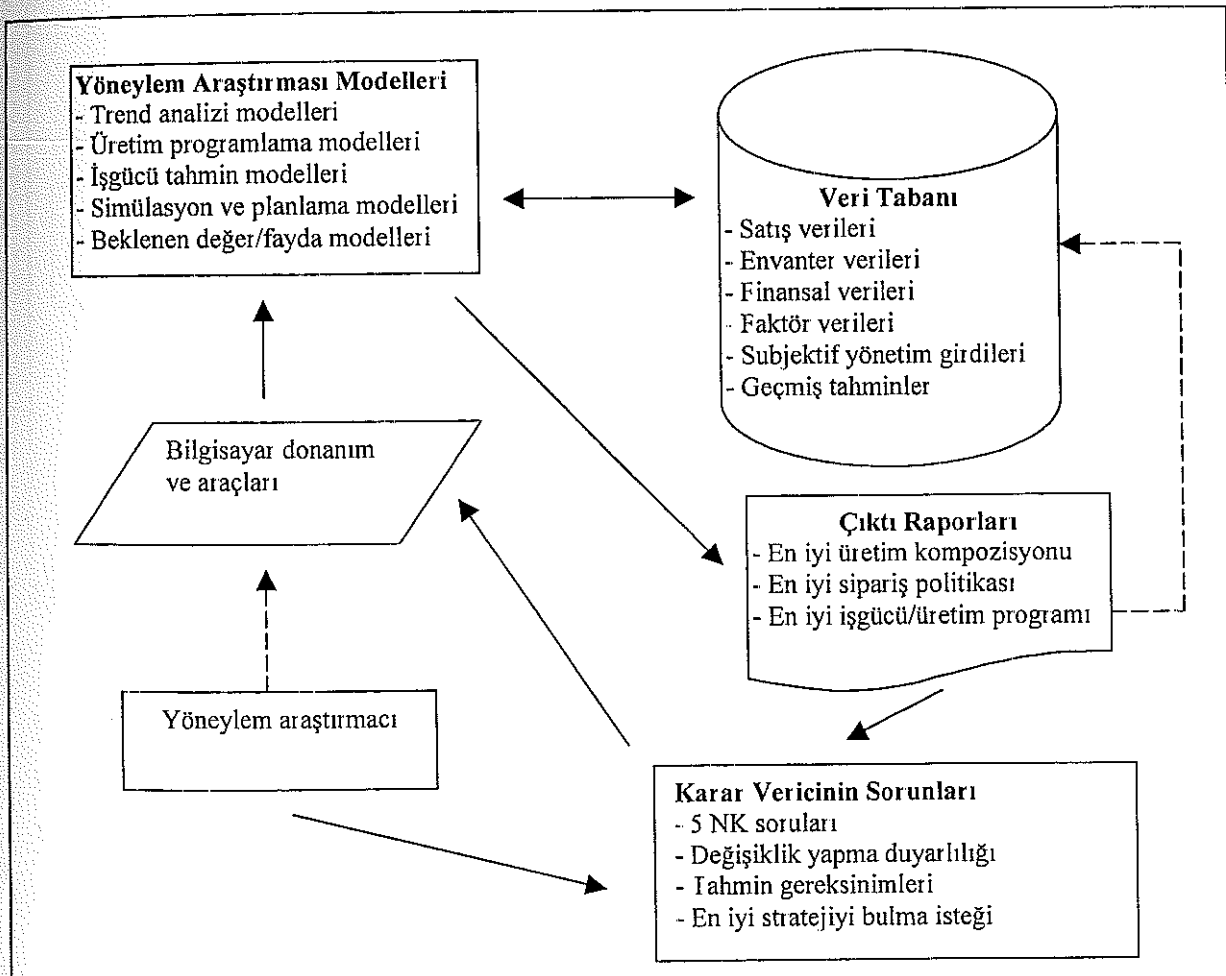 Yöneylem Araştırması Modelleri
- Trend analizi modelleri
- Üretim programlama modelleri
- İşgücü tahmin modelleri
- Simülasyon ve planlama modelleri
- Beklenen değer/fayda modelleri
Veri Tabanı
- Satış verileri
- Envanter verileri
- Finansal verileri
- Faktör verileri
- Subjektif yönetim girdileri
- Geçmiş tahminler
Bilgisayar donanım
ve araçları
Çıktı Raporları
- En iyi üretim kompozisyonu
- En iyi sipariş politikası
- En iyi işgücü/üretim programı
Yöneylem araştırmacı
Karar Vericinin Sorunları
- 5 NK soruları
- Değişiklik yapma duyarlılığı
- Tahmin gereksinimleri
- En iyi stratejiyi bulma isteği